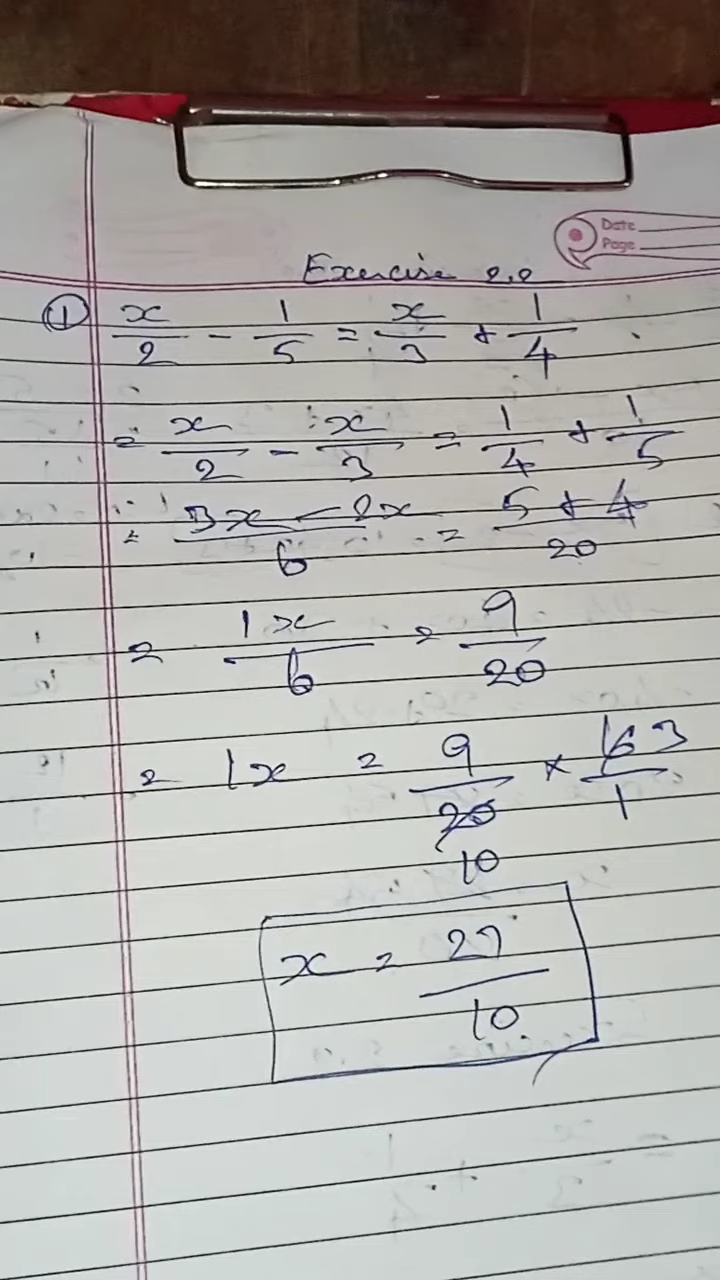 Date
Page
Exercise 2.2
① x/2 - 1/5 = x/3 + 1/4
= x/2 - x/3 = 1/4 + 1/5
= 3x - 2x/6 = 5 + 4/20
= 1x/6 = 9/20
= 1x = 9/20 × 6 3/1
10
x = 27/10